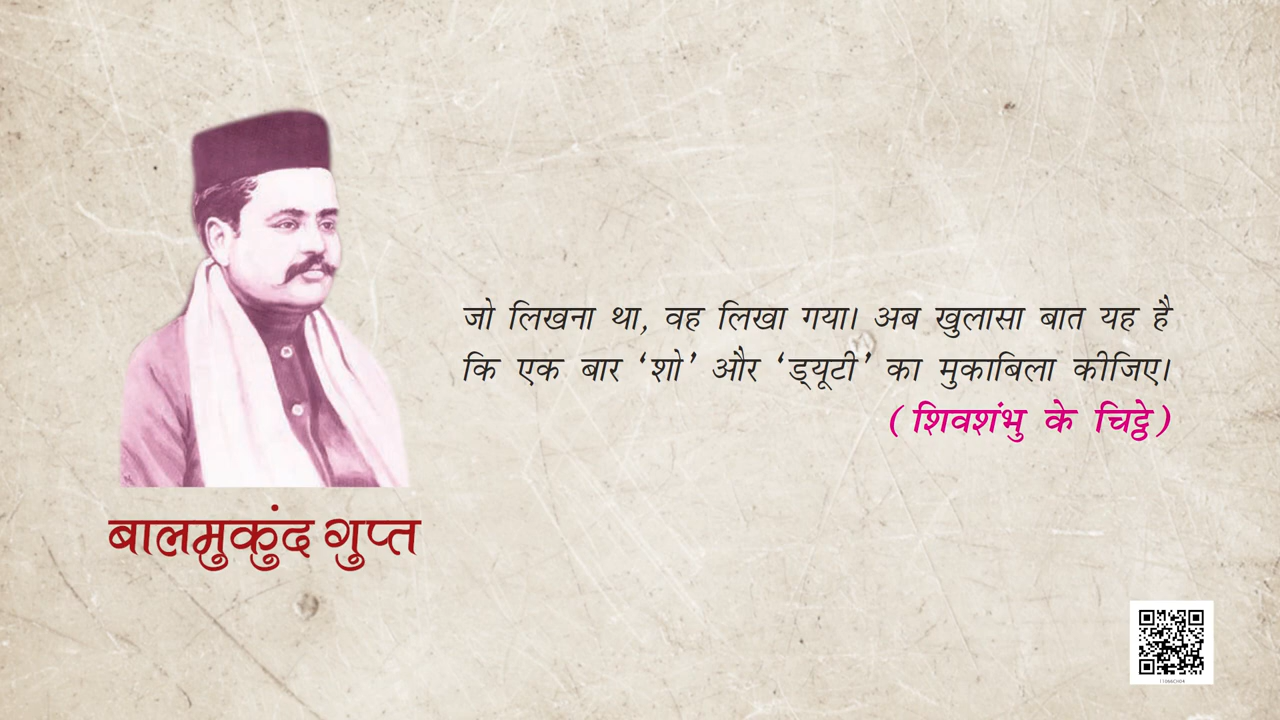 जो लिखना था, वह लिखा गया। अब खुलासा बात यह है
कि एक बार ‘शो’ और ‘ड्यूटी’ का मुकाबिला कीजिए।
(शिवशंभु के चिट्ठे)
बालमुकुंद गुप्त